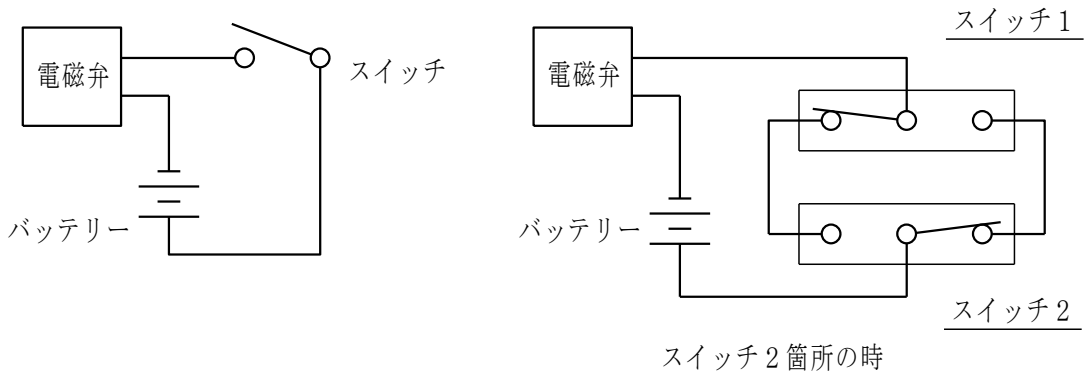 電磁弁
スイッチ
バッテリー
スイッチ1
電磁弁
バッテリー
スイッチ2
スイッチ2箇所の時